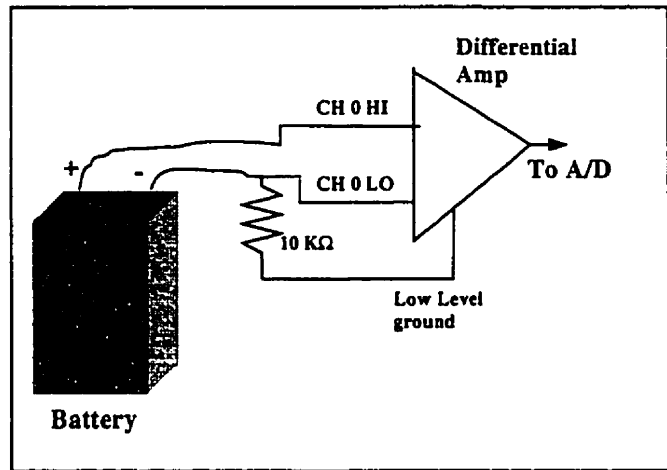 Differential
Amp
CH 0 HI
+
-
CH 0 LO
To A/D
10 KΩ
Low Level
ground
Battery